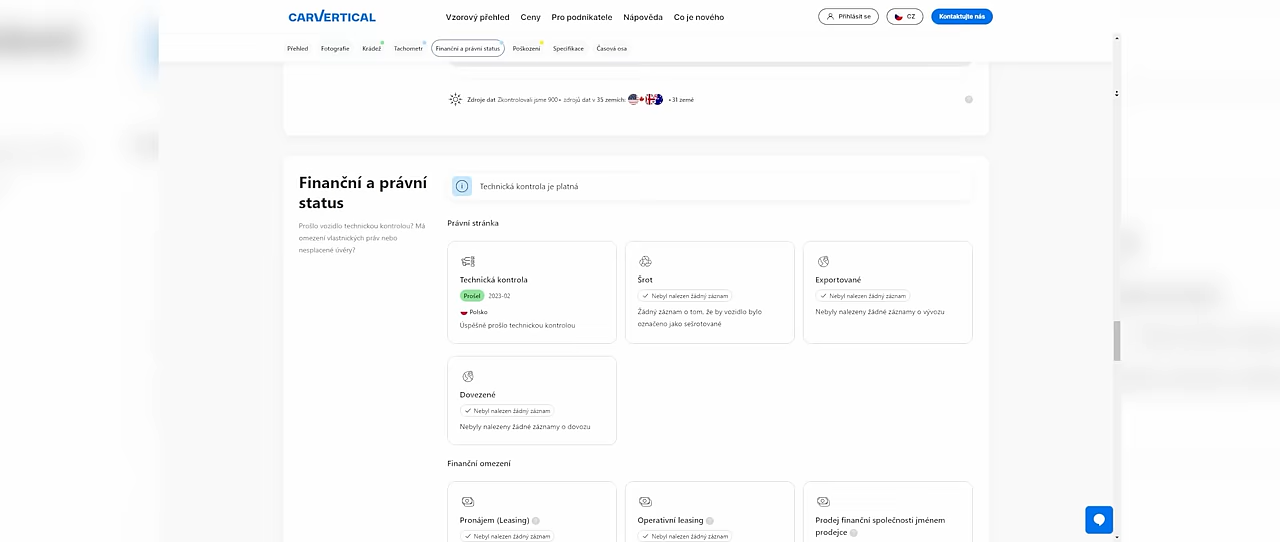 CARVERTICAL
Vzorový přehled Ceny Pro podnikatele Nápověda Co je nového
Přihlásit se
CZ
Kontaktujte nás
Přehled Fotografie Krádež Tachometr Finanční a právní status Poškození Specifikace Časová osa
Zdroje dat Zkontrolovali jsme 900+ zdrojů dat v 35 zemích: + 31 země
Finanční a právní
status
Prošlo vozidlo technickou kontrolou? Má
omezení vlastnických práv nebo
nesplacené úvěry?
Technická kontrola je platná
Právní stránka
Technická kontrola
Prošel 2023-02
Polsko
Úspěšně prošlo technickou kontrolou
Šrot
Nebyl nalezen žádný záznam
Žádný záznam o tom, že by vozidlo bylo
označeno jako sešrotované
Exportované
Nebyl nalezen žádný záznam
Nebyly nalezeny žádné záznamy o vývozu
Dovezené
Nebyl nalezen žádný záznam
Nebyly nalezeny žádné záznamy o dovozu
Finanční omezení
Pronájem (Leasing)
Nebyl nalezen žádný záznam
Operativní leasing
Nebyl nalezen žádný záznam
Prodej finanční společnosti jménem
prodejce